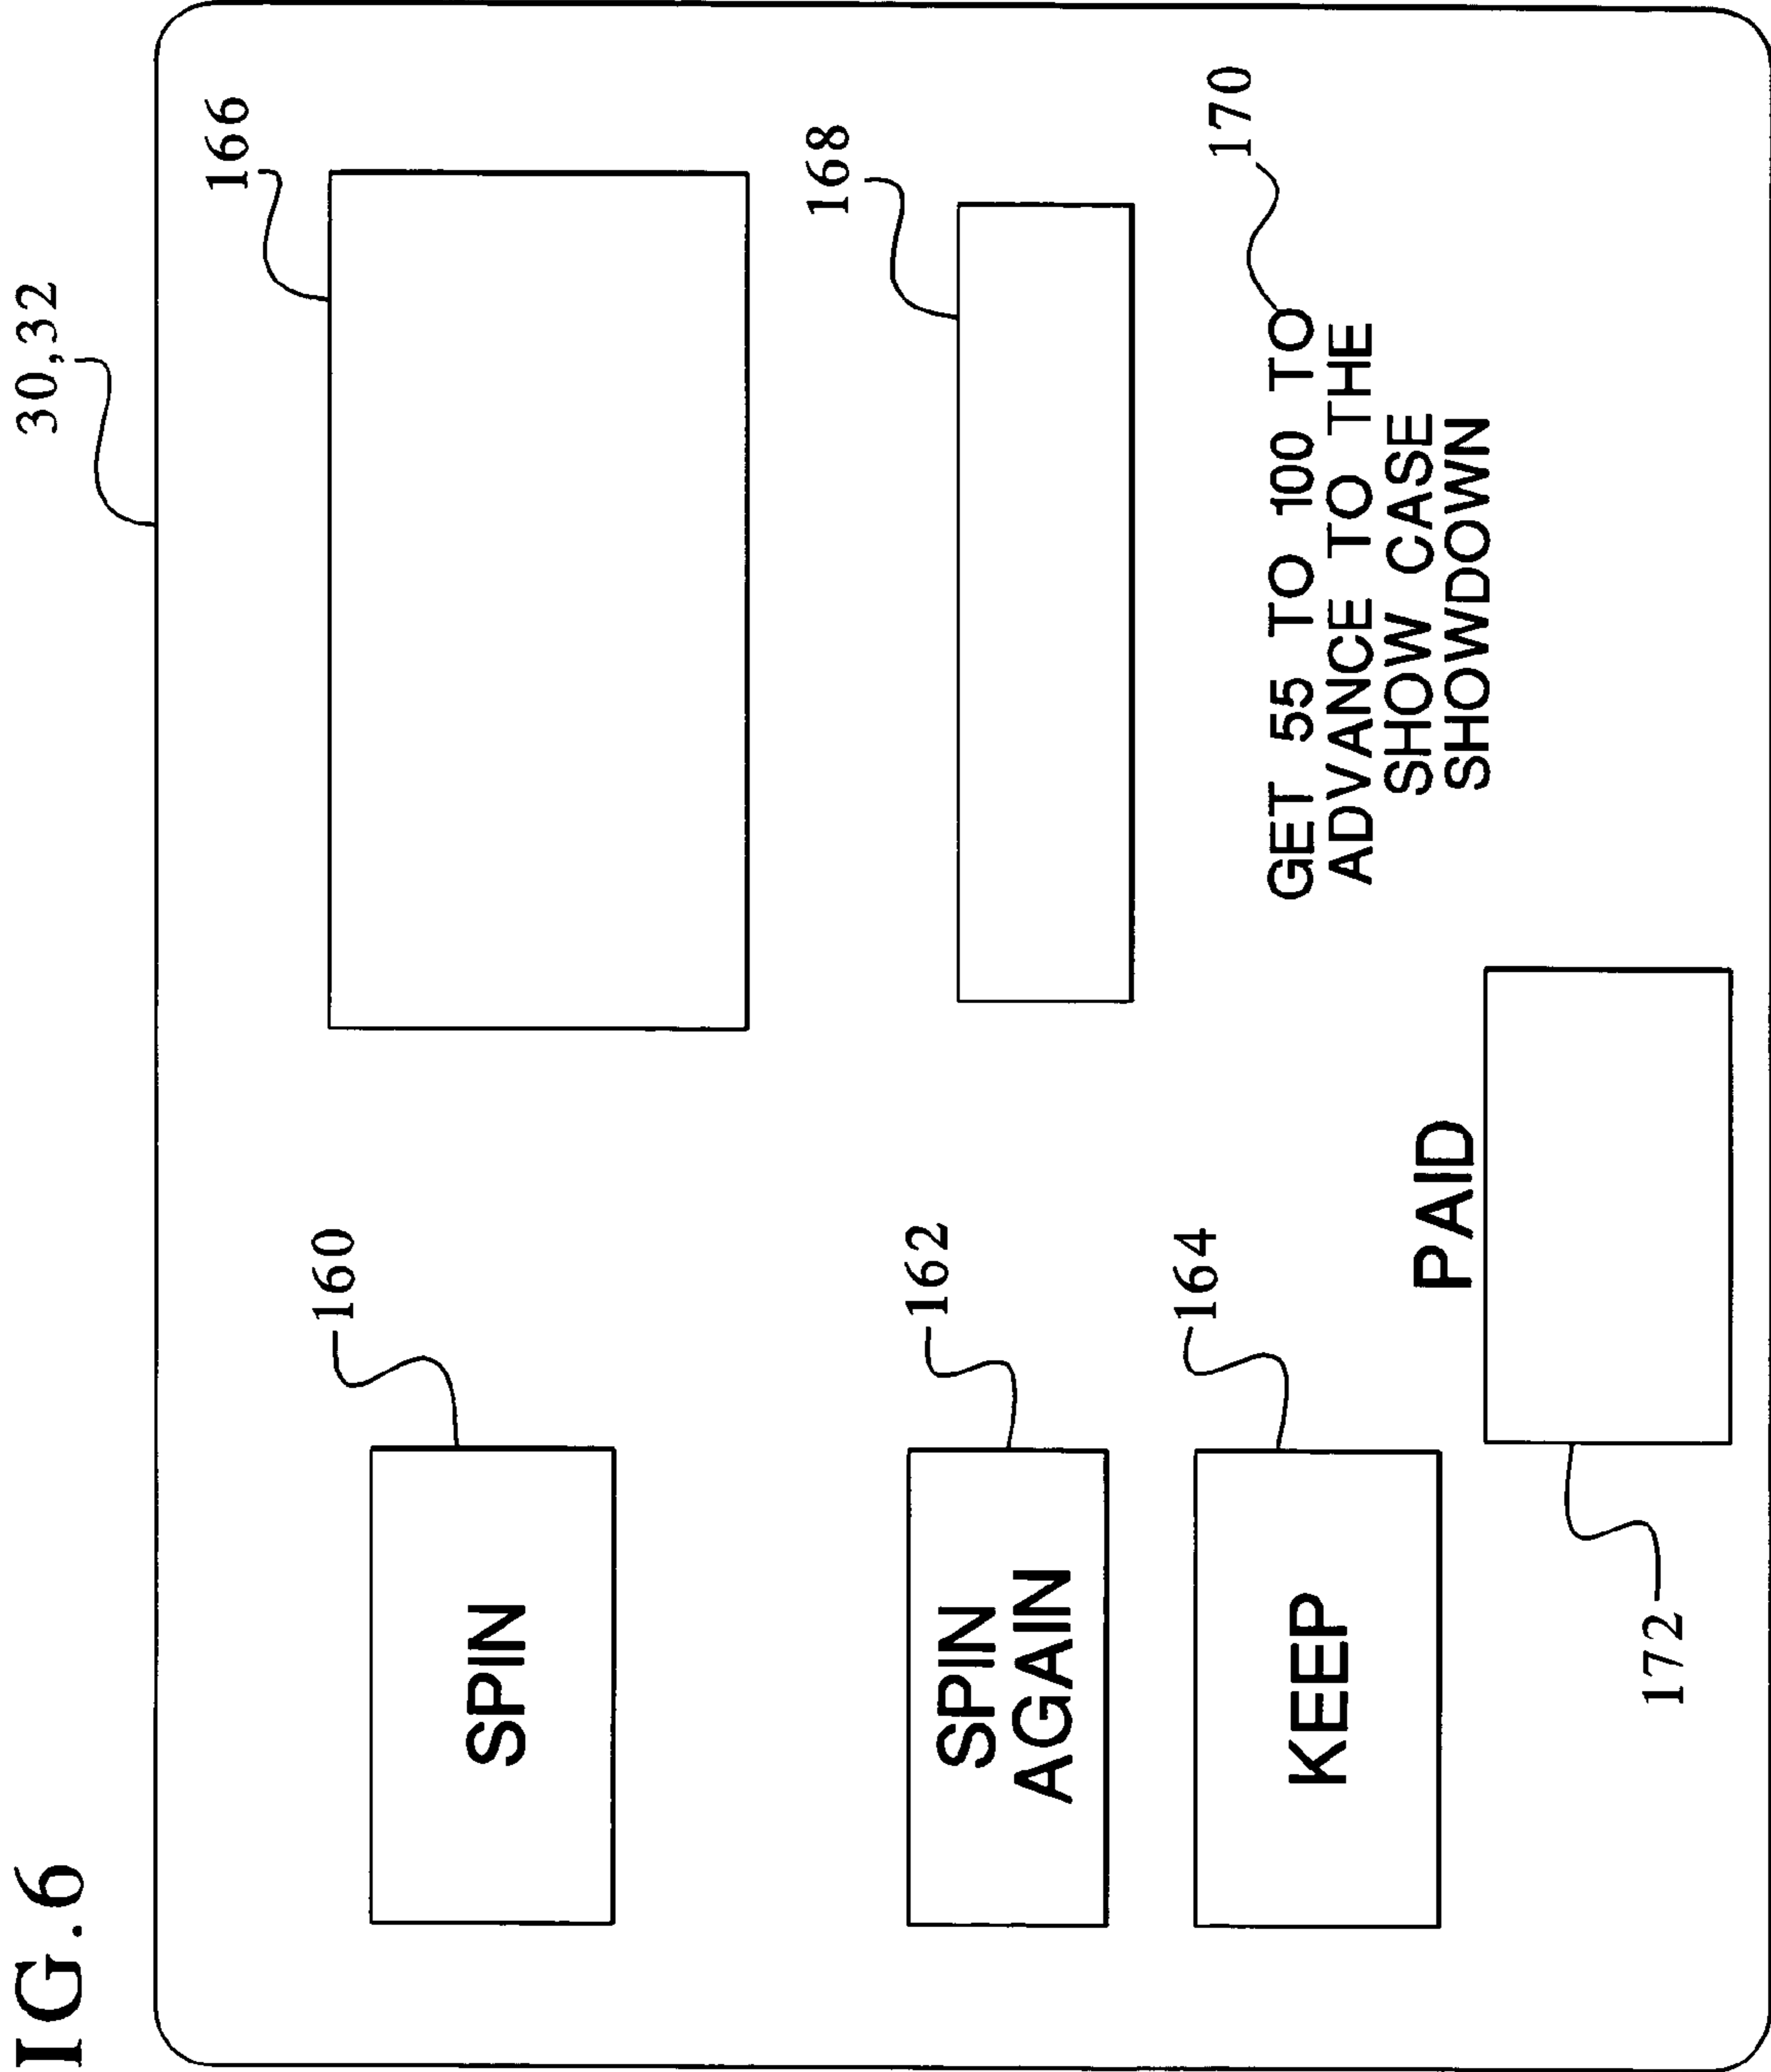 IG.6
30,32
166
160
SPIN
168
162
SPIN
AGAIN
164
KEEP
170
GET 55 TO 100 TO
ADVANCE TO THE
SHOW CASE
SHOWDOWN
PAID
172